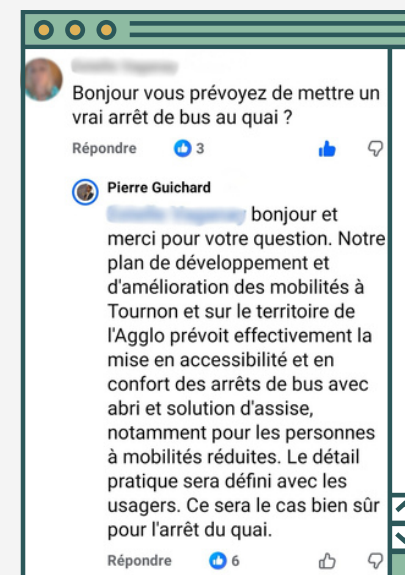 Bonjour vous prévoyez de mettre un
vrai arrêt de bus au quai ?
Répondre 3
Pierre Guichard
bonjour et
merci pour votre question. Notre
plan de développement et
d'amélioration des mobilités à
Tournon et sur le territoire de
l'Agglo prévoit effectivement la
mise en accessibilité et en
confort des arrêts de bus avec
abri et solution d'assise,
notamment pour les personnes
à mobilités réduites. Le détail
pratique sera défini avec les
usagers. Ce sera le cas bien sûr
pour l'arrêt du quai.
Répondre 6